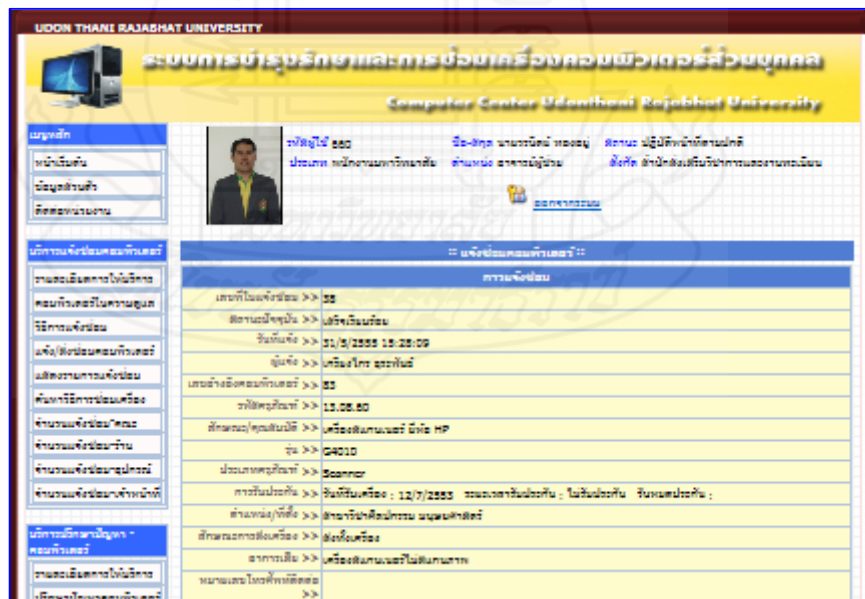 UDON THANI RAJABHAT UNIVERSITY
ระบบการบำรุงรักษาและการซ่อมเครื่องคอมพิวเตอร์ส่วนบุคคล
Computer Center Udonthani Rajabhat University
เมนูหลัก
หน้าเริ่มต้น
ข้อมูลส่วนตัว
ติดต่อหน่วยงาน
รหัสผู้ใช้ 660 ชื่อ-สกุล ทองอยู่ สถานะ ปฏิบัติหน้าที่ตามปกติ
ประเภท พนักงานมหาวิทยาลัย ตำแหน่ง อาจารย์ผู้ช่วย สังกัด สำนักส่งเสริมวิชาการและงานทะเบียน
ออกจากระบบ
บริการแจ้งซ่อมคอมพิวเตอร์
รายละเอียดการให้บริการ
คอมพิวเตอร์ในความดูแล
วิธีการแจ้งซ่อม
แจ้ง/ส่งซ่อมคอมพิวเตอร์
แสดงรายการแจ้งซ่อม
ค้นหาวิธีการซ่อมเครื่อง
จำนวนแจ้งซ่อม-คณะ
จำนวนแจ้งซ่อม-ร้าน
จำนวนแจ้งซ่อม-อุปกรณ์
จำนวนแจ้งซ่อม-เจ้าหน้าที่
บริการปรึกษาปัญหา -
คอมพิวเตอร์
รายละเอียดการให้บริการ
ปรึกษาปัญหาคอมพิวเตอร์
:: แจ้งซ่อมคอมพิวเตอร์ ::
การแจ้งซ่อม
เลขที่ใบแจ้งซ่อม >> 38
สถานะปัจจุบัน >> เสร็จเรียบร้อย
วันที่แจ้ง >> 31/5/2555 15:25:09
ผู้แจ้ง >> เกรียงไกร ธุระพันธ์
เลขอ้างอิงคอมพิวเตอร์ >> 83
รหัสครุภัณฑ์ >> 13.08.60
ลักษณะ/คุณสมบัติ >> เครื่องสแกนเนอร์ ยี่ห้อ HP
รุ่น >> G4010
ประเภทครุภัณฑ์ >> Scanner
การรับประกัน >> วันที่รับเครื่อง : 12/7/2553 ระยะเวลารับประกัน : ไม่รับประกัน วันหมดประกัน :
ตำแหน่ง/ที่ตั้ง >> สาขาวิชาศิลปกรรม มนุษยศาสตร์
ลักษณะการส่งเครื่อง >> ส่งทั้งเครื่อง
อาการเสีย >> เครื่องสแกนเนอร์ไม่สแกนภาพ
หมายเลขโทรศัพท์ติดต่อ
>>